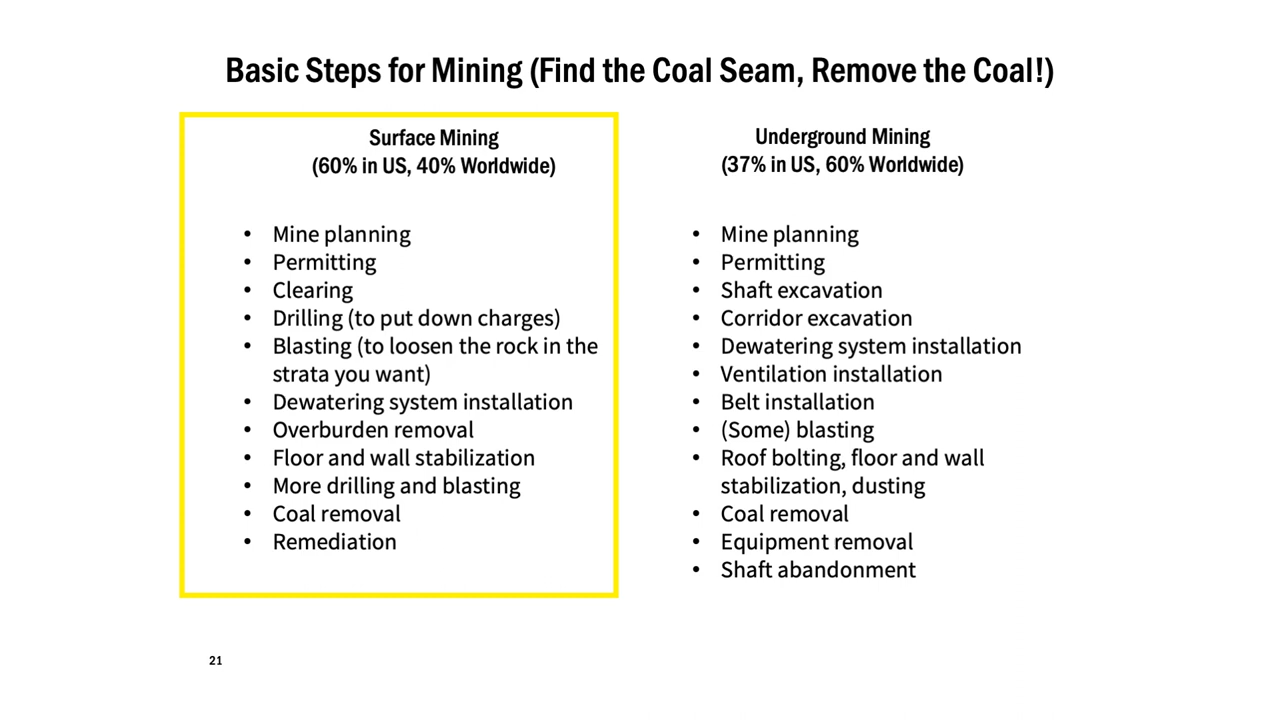 Basic Steps for Mining (Find the Coal Seam, Remove the Coal!)
Surface Mining
(60% in US, 40% Worldwide)
• Mine planning
• Permitting
• Clearing
• Drilling (to put down charges)
• Blasting (to loosen the rock in the
strata you want)
• Dewatering system installation
• Overburden removal
• Floor and wall stabilization
• More drilling and blasting
• Coal removal
• Remediation
Underground Mining
(37% in US, 60% Worldwide)
• Mine planning
• Permitting
• Shaft excavation
• Corridor excavation
• Dewatering system installation
• Ventilation installation
• Belt installation
• (Some) blasting
• Roof bolting, floor and wall
stabilization, dusting
• Coal removal
• Equipment removal
• Shaft abandonment
21